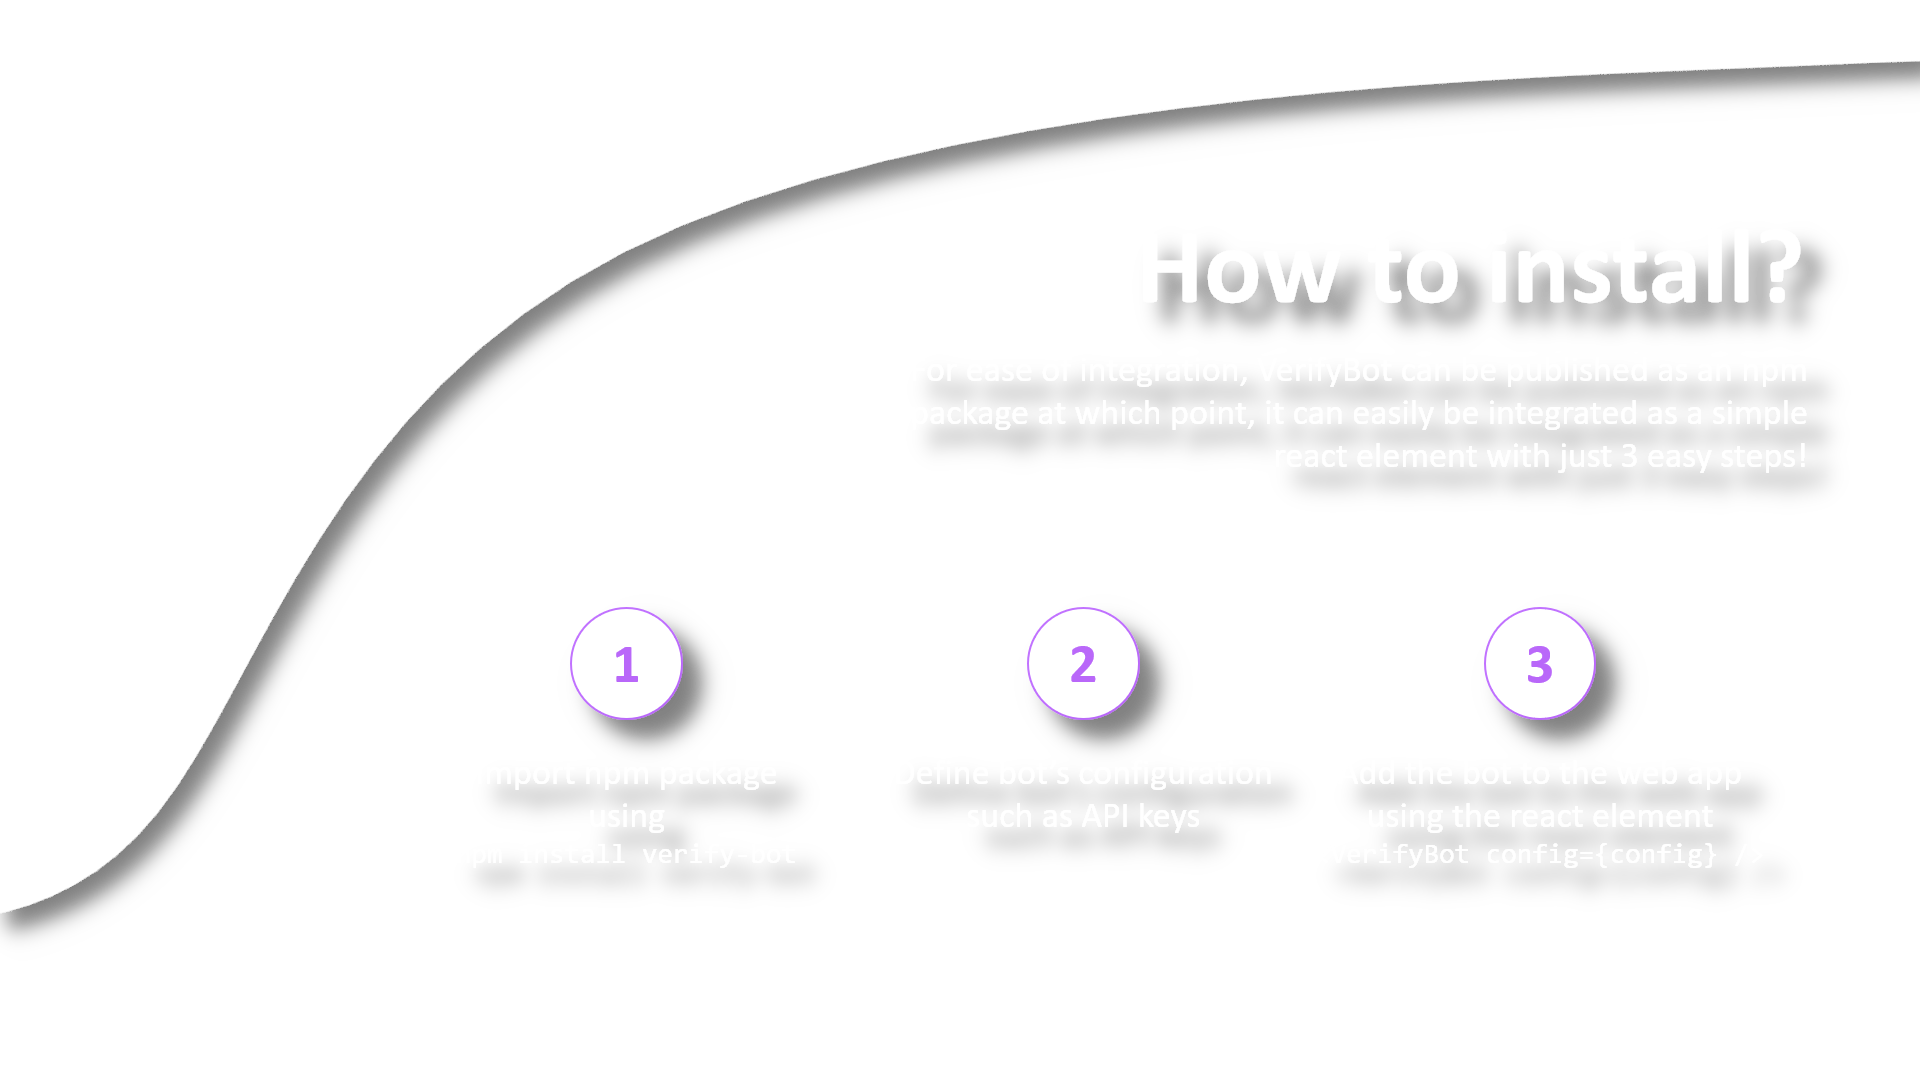 How to install?
For ease of integration, VerifyBot can be published as an npm
package at which point, it can easily be integrated as a simple
react element with just 3 easy steps!
1
2
3
Import npm package
using
npm install verify-bot
Define bot's configuration
such as API keys
Add the bot to the web app
using the react element
<VerifyBot config={config} />